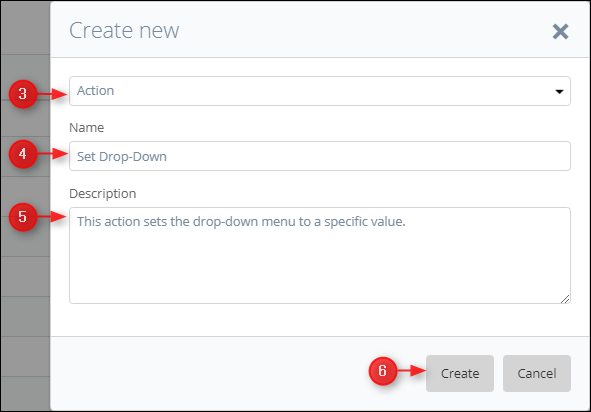 Create new
3
Action
Name
4
Set Drop-Down
Description
5
This action sets the drop-down menu to a specific value.
6
Create
Cancel